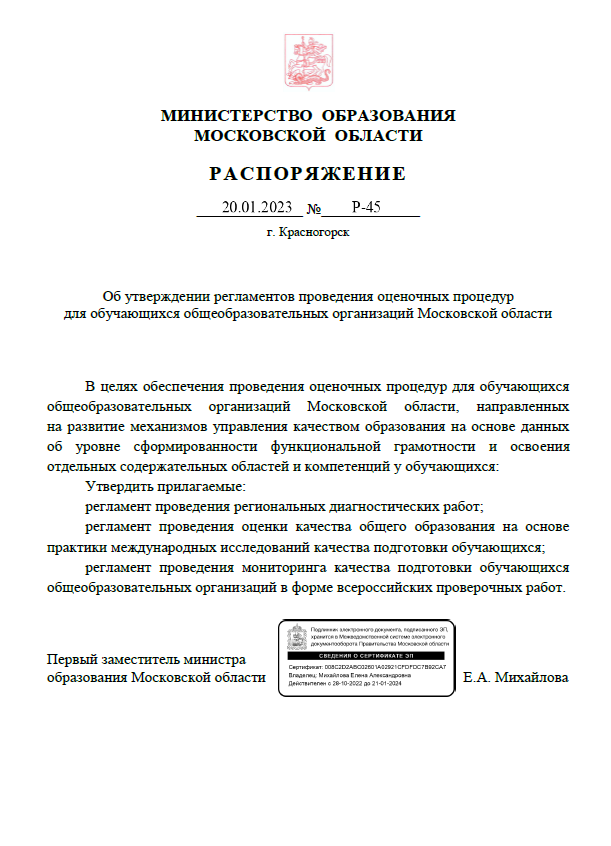 МИНИСТЕРСТВО ОБРАЗОВАНИЯ
МОСКОВСКОЙ ОБЛАСТИ
РАСПОРЯЖЕНИЕ
20.01.2023 № Р-45
г. Красногорск
Об утверждении регламентов проведения оценочных процедур
для обучающихся общеобразовательных организаций Московской области
В целях обеспечения проведения оценочных процедур для обучающихся
общеобразовательных организаций Московской области, направленных
на развитие механизмов управления качеством образования на основе данных
об уровне сформированности функциональной грамотности и освоения
отдельных содержательных областей и компетенций у обучающихся:
Утвердить прилагаемые:
регламент проведения региональных диагностических работ;
регламент проведения оценки качества общего образования на основе
практики международных исследований качества подготовки обучающихся;
регламент проведения мониторинга качества подготовки обучающихся
общеобразовательных организаций в форме всероссийских проверочных работ.
Подлинник электронного документа, подписанного ЭП,
хранится в Межведомственной системе электронного
документооборота Правительства Московской области
СВЕДЕНИЯ О СЕРТИФИКАТЕ ЭП
Сертификат: 008C2D2ABC02601A02921CFDFDC7B92CA7
Владелец: Михайлова Елена Александровна
Действителен с 28-10-2022 до 21-01-2024
Первый заместитель министра
образования Московской области Е.А. Михайлова